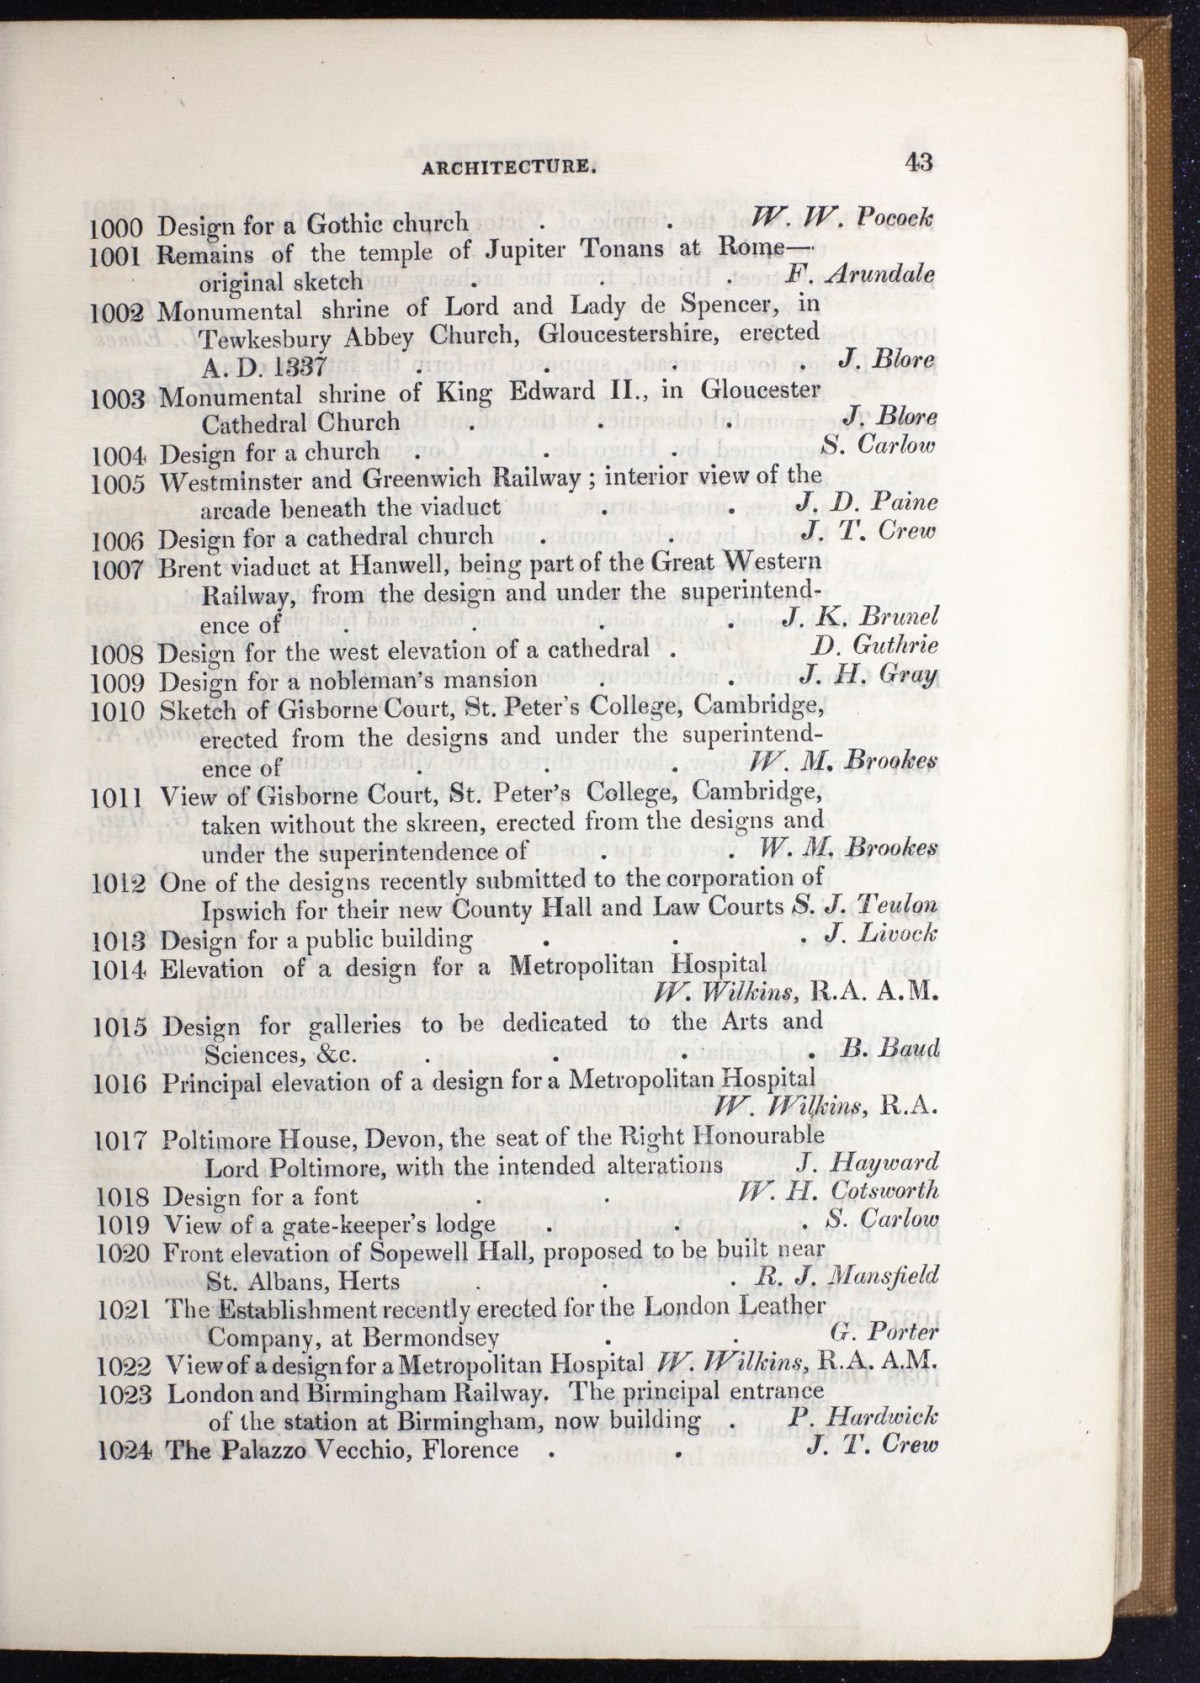 ARCHITECTURE. 43
1000 Design for a Gothic church . . W. W. Pocock
1001 Remains of the temple of Jupiter Tonans at Rome—
original sketch . . . F. Arundale
1002 Monumental shrine of Lord and Lady de Spencer, in
Tewkesbury Abbey Church, Gloucestershire, erected
A. D. 1337 . . . . J. Blore
1003 Monumental shrine of King Edward II., in Gloucester
Cathedral Church . . . J. Blore
1004 Design for a church . . . S. Carlow
1005 Westminster and Greenwich Railway; interior view of the
arcade beneath the viaduct . . J. D. Paine
1006 Design for a cathedral church . . J. T. Crew
1007 Brent viaduct at Hanwell, being part of the Great Western
Railway, from the design and under the superintend-
ence of . . . . J. K. Brunel
1008 Design for the west elevation of a cathedral . D. Guthrie
1009 Design for a nobleman's mansion . . J. H. Gray
1010 Sketch of Gisborne Court, St. Peter's College, Cambridge,
erected from the designs and under the superintend-
ence of . . . W. M. Brookes
1011 View of Gisborne Court, St. Peter's College, Cambridge,
taken without the skreen, erected from the designs and
under the superintendence of . . W. M. Brookes
1012 One of the designs recently submitted to the corporation of
Ipswich for their new County Hall and Law Courts S. J. Teulon
1013 Design for a public building . . . J. Livock
1014 Elevation of a design for a Metropolitan Hospital
W. Wilkins, R.A. A.M.
1015 Design for galleries to be dedicated to the Arts and
Sciences, &c. . . . . B. Baud
1016 Principal elevation of a design for a Metropolitan Hospital
W. Wilkins, R.A.
1017 Poltimore House, Devon, the seat of the Right Honourable
Lord Poltimore, with the intended alterations J. Hayward
1018 Design for a font . . W. H. Cotsworth
1019 View of a gate-keeper's lodge . . . S. Carlow
1020 Front elevation of Sopewell Hall, proposed to be built near
St. Albans, Herts . . . R. J. Mansfield
1021 The Establishment recently erected for the London Leather
Company, at Bermondsey . . G. Porter
1022 View of a design for a Metropolitan Hospital W. Wilkins, R.A. A.M.
1023 London and Birmingham Railway. The principal entrance
of the station at Birmingham, now building . P. Hardwick
1024 The Palazzo Vecchio, Florence . . J. T. Crew